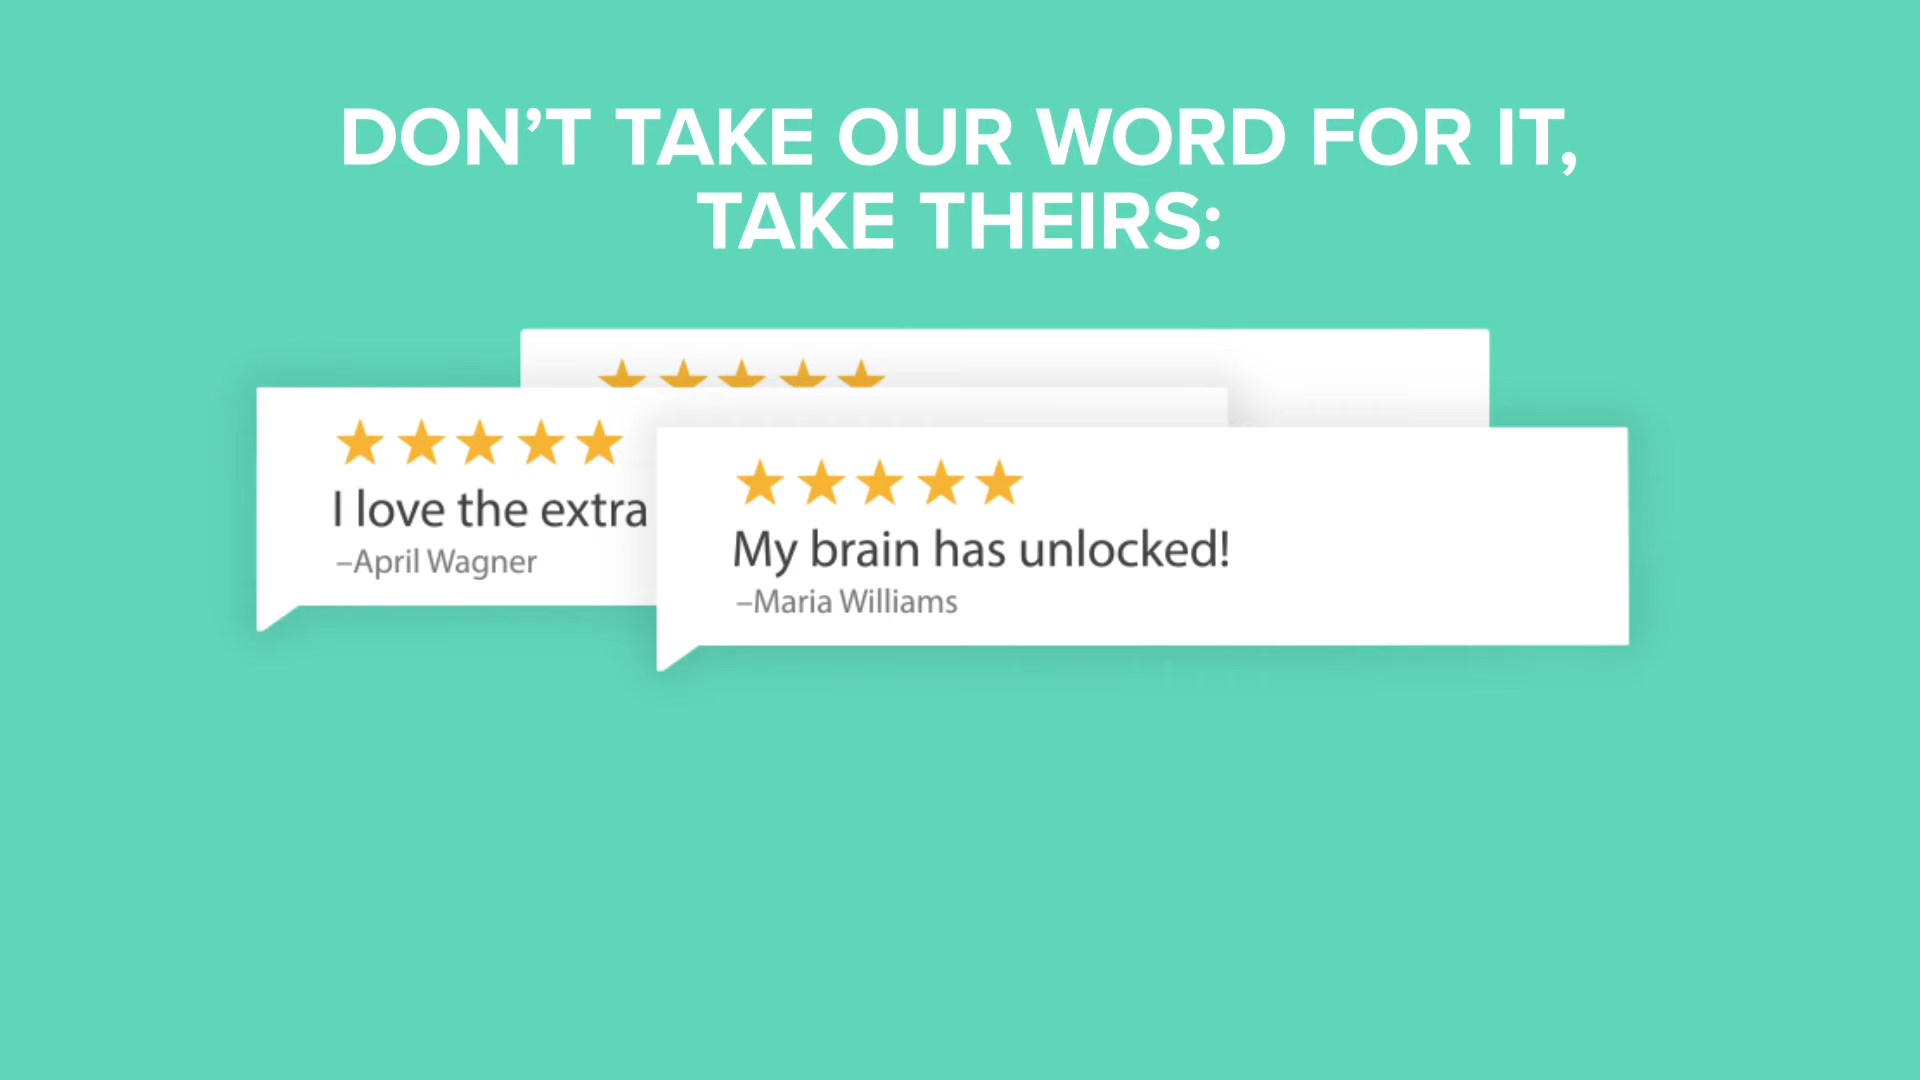 DON’T TAKE OUR WORD FOR IT,
TAKE THEIRS:
I love the extra
–April Wagner
My brain has unlocked!
–Maria Williams